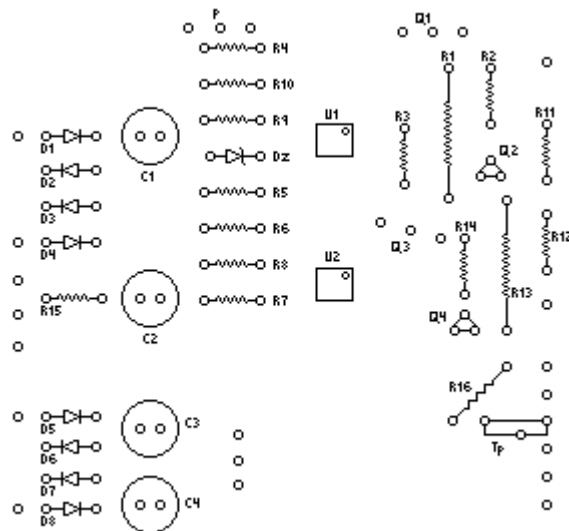 P
Q1
R4
R1
R2
R10
R9
U1
R3
R11
D1
C1
Dz
Q2
D2
R5
D3
R6
R14
R12
D4
Q3
R8
U2
R15
R7
R13
C2
Q4
R16
D5
C3
D6
Tp
D7
C4
D8